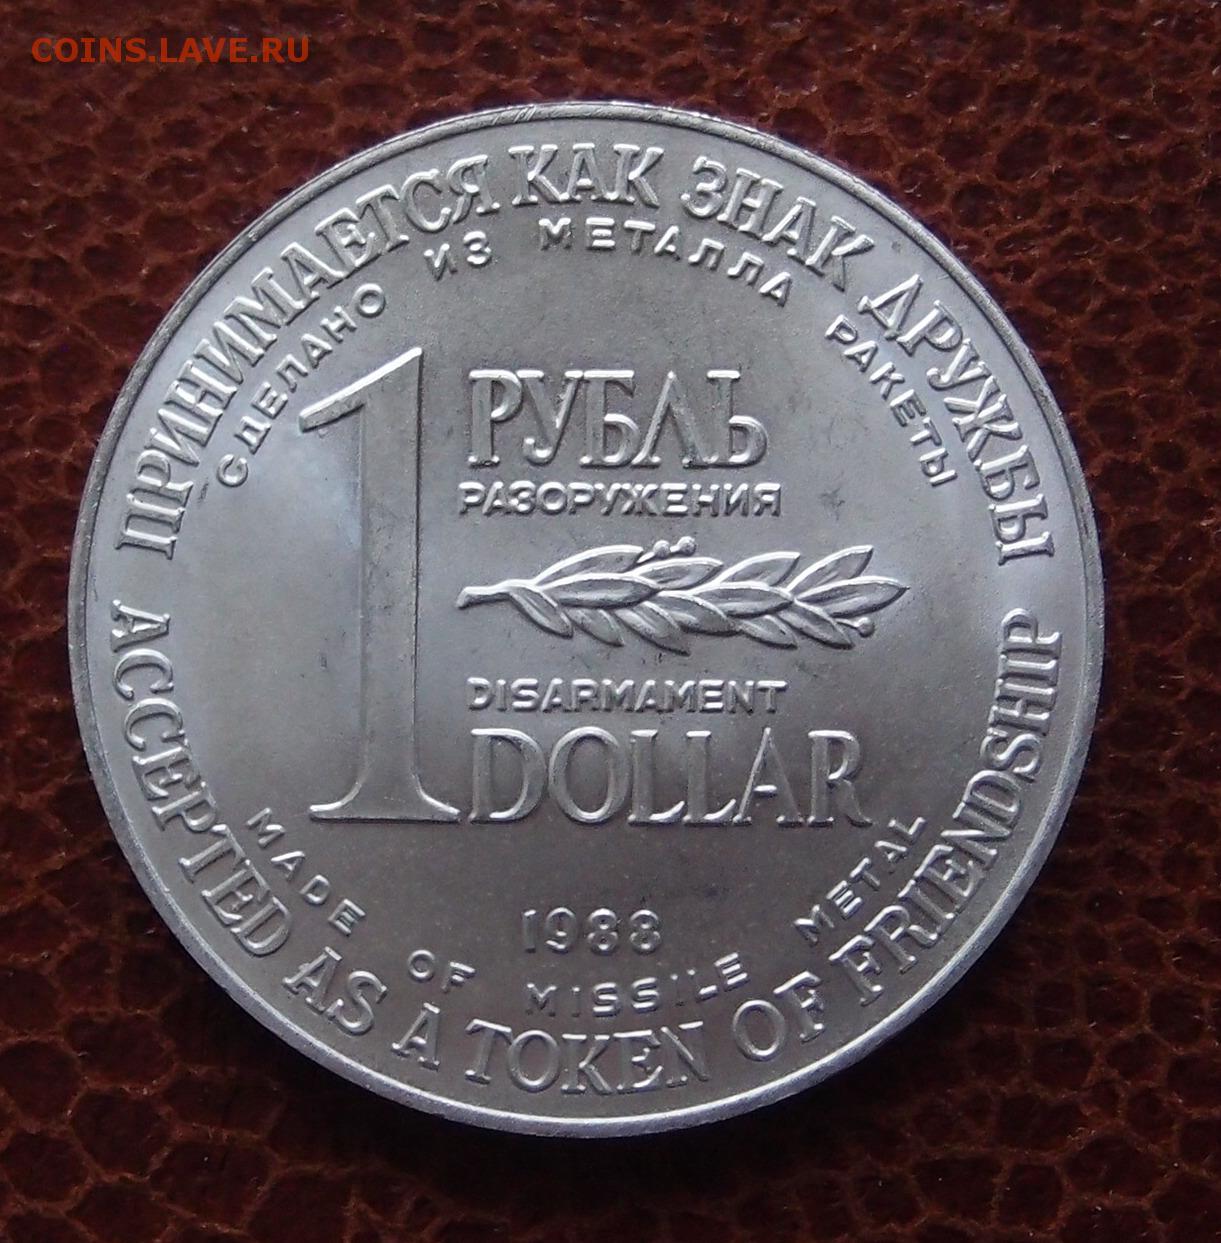 COINS.LAVE.RU
ПРИНИМАЕТСЯ КАК ЗНАК ДРУЖБЫ
СДЕЛАНО ИЗ МЕТАЛЛА РАКЕТЫ
1
РУБЛЬ
РАЗОРУЖЕНИЯ
DISARMAMENT
DOLLAR
1988
MADE OF MISSILE METAL
ACCEPTED AS A TOKEN OF FRIENDSHIP